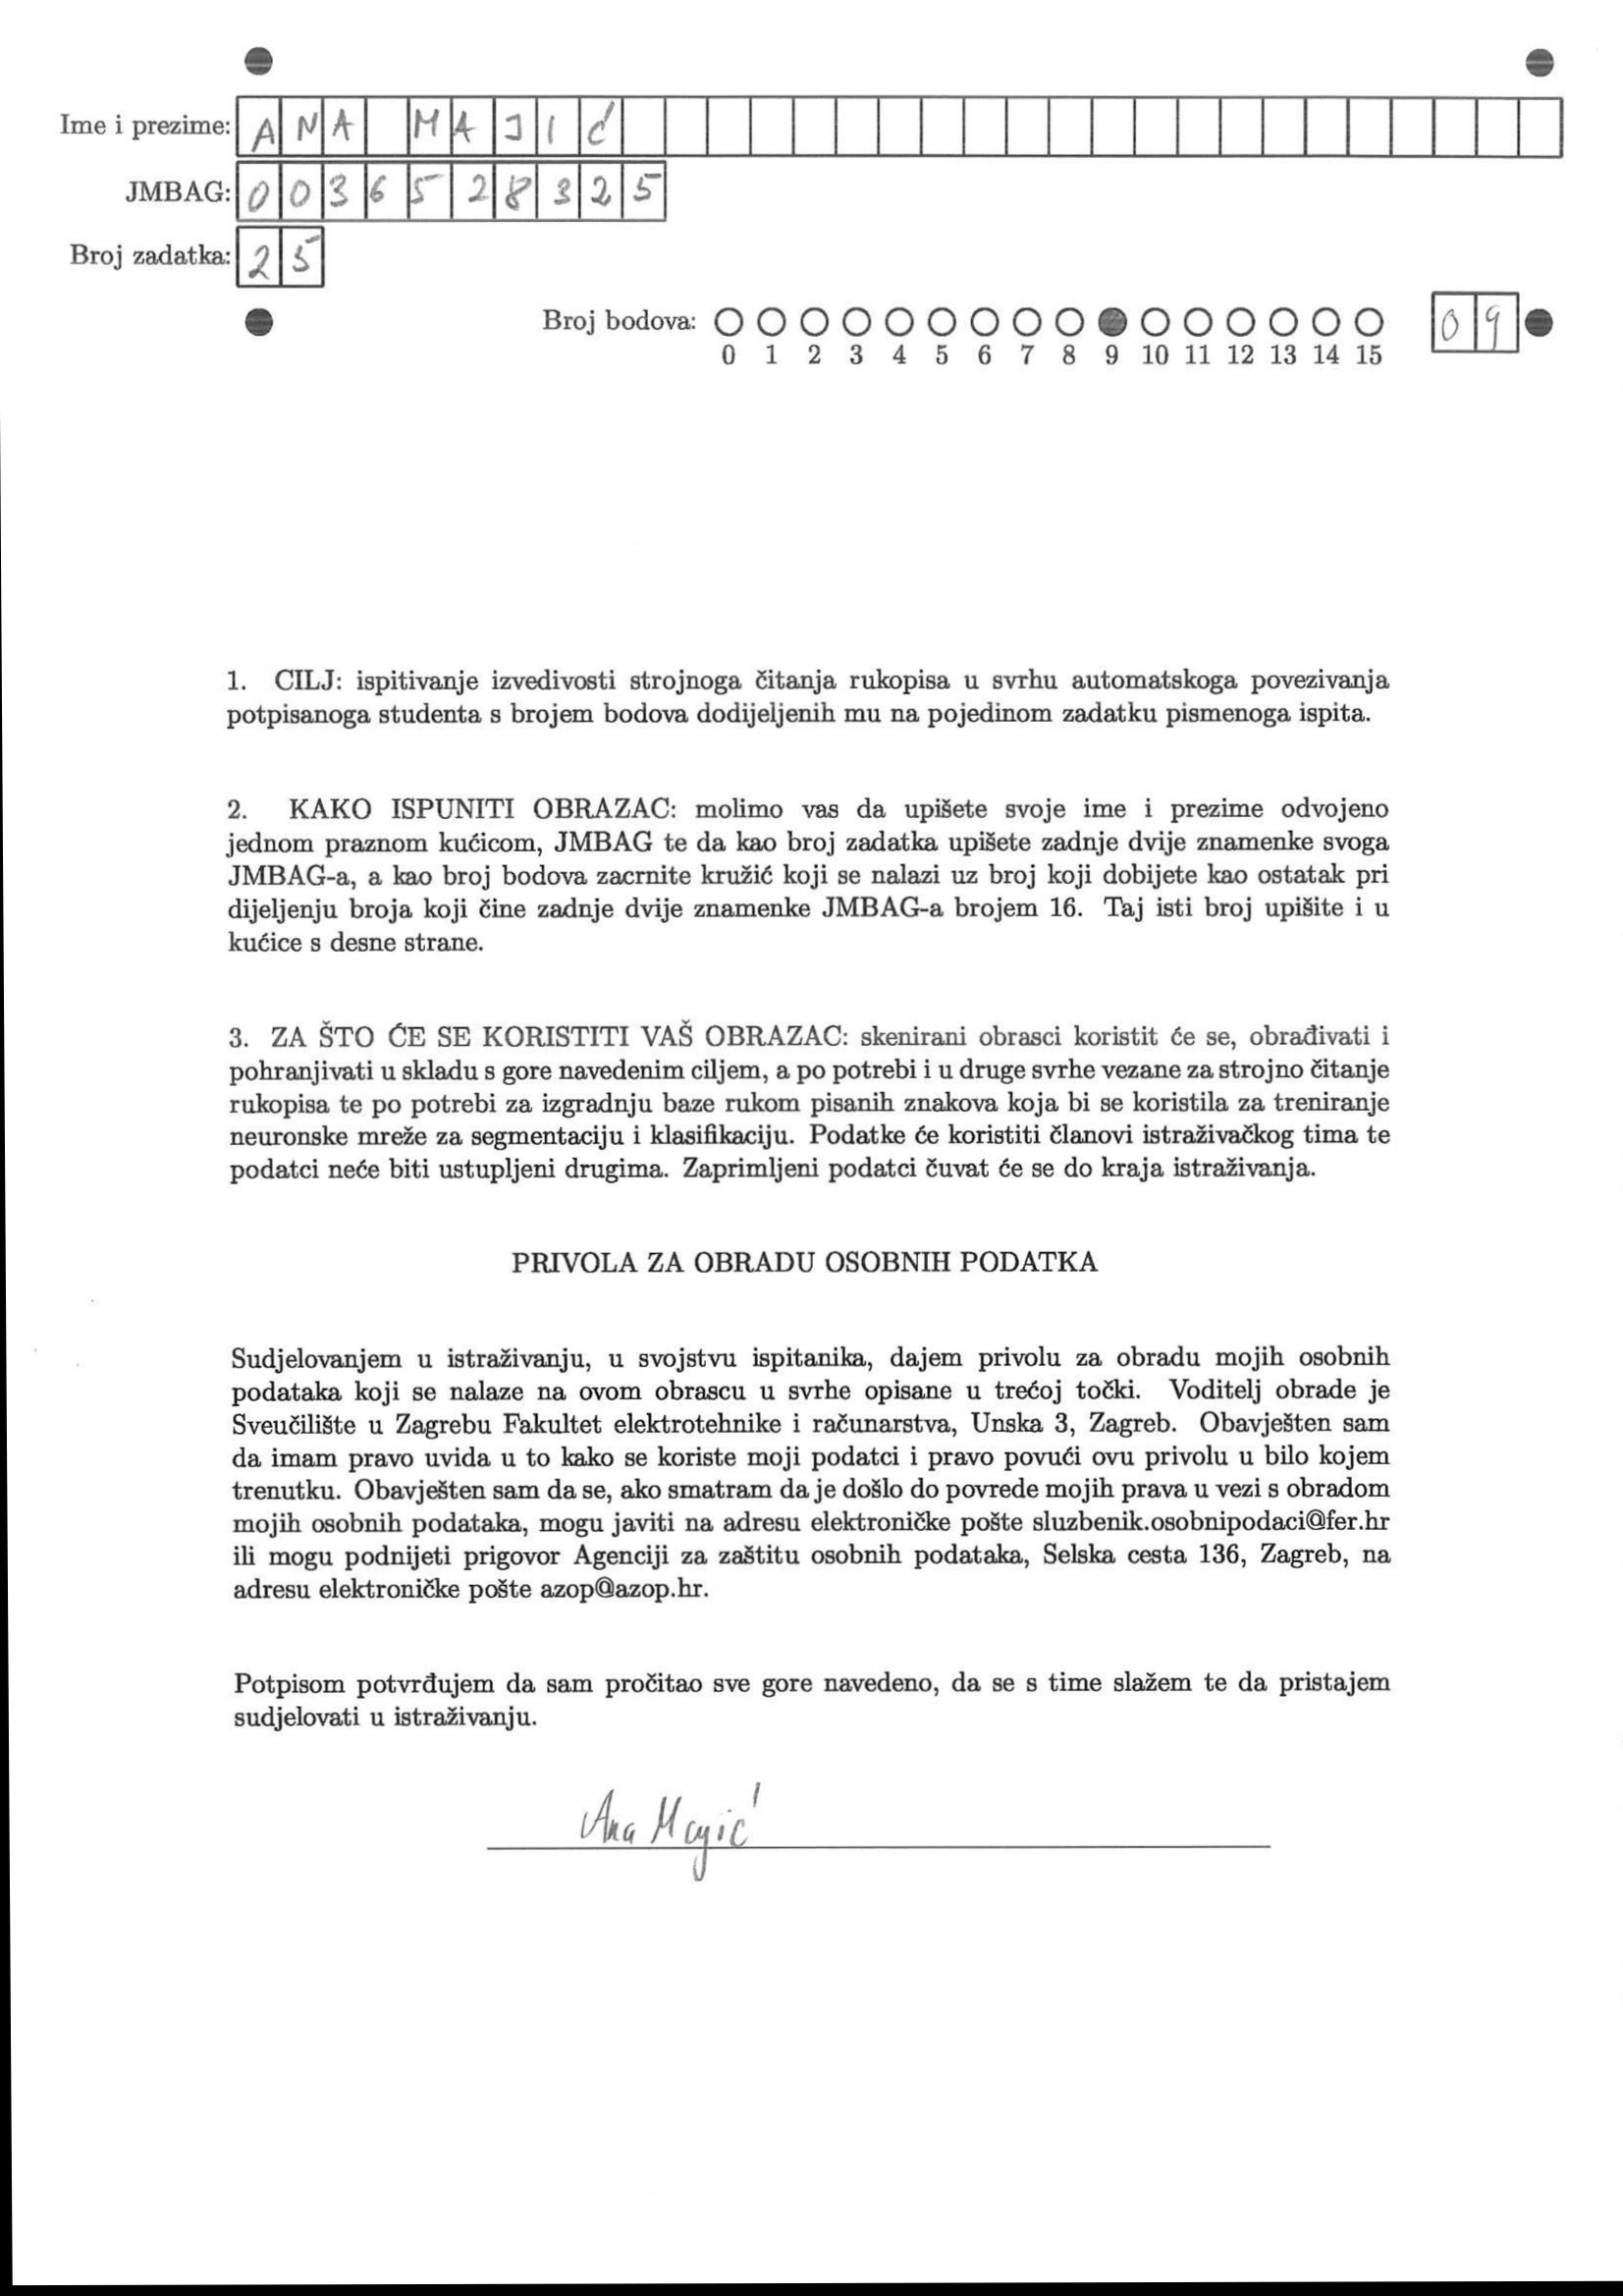 Ime i prezime: ANA MAJIĆ
JMBAG: 0036528325
Broj zadatka: 25
Broj bodova: 09
0 1 2 3 4 5 6 7 8 9 10 11 12 13 14 15
1. CILJ: ispitivanje izvedivosti strojnoga čitanja rukopisa u svrhu automatskoga povezivanja
potpisanoga studenta s brojem bodova dodijeljenih mu na pojedinom zadatku pismenoga ispita.
2. KAKO ISPUNITI OBRAZAC: molimo vas da upišete svoje ime i prezime odvojeno
jednom praznom kućicom, JMBAG te da kao broj zadatka upišete zadnje dvije znamenke svoga
JMBAG-a, a kao broj bodova zacrnite kružić koji se nalazi uz broj koji dobijete kao ostatak pri
dijeljenju broja koji čine zadnje dvije znamenke JMBAG-a brojem 16. Taj isti broj upišite i u
kućice s desne strane.
3. ZA ŠTO ĆE SE KORISTITI VAŠ OBRAZAC: skenirani obrasci koristit će se, obrađivati i
pohranjivati u skladu s gore navedenim ciljem, a po potrebi i u druge svrhe vezane za strojno čitanje
rukopisa te po potrebi za izgradnju baze rukom pisanih znakova koja bi se koristila za treniranje
neuronske mreže za segmentaciju i klasifikaciju. Podatke će koristiti članovi istraživačkog tima te
podatci neće biti ustupljeni drugima. Zaprimljeni podatci čuvat će se do kraja istraživanja.
PRIVOLA ZA OBRADU OSOBNIH PODATKA
Sudjelovanjem u istraživanju, u svojstvu ispitanika, dajem privolu za obradu mojih osobnih
podataka koji se nalaze na ovom obrascu u svrhe opisane u trećoj točki. Voditelj obrade je
Sveučilište u Zagrebu Fakultet elektrotehnike i računarstva, Unska 3, Zagreb. Obavješten sam
da imam pravo uvida u to kako se koriste moji podatci i pravo povući ovu privolu u bilo kojem
trenutku. Obavješten sam da se, ako smatram da je došlo do povrede mojih prava u vezi s obradom
mojih osobnih podataka, mogu javiti na adresu elektroničke pošte sluzbenik.osobnipodaci@fer.hr
ili mogu podnijeti prigovor Agenciji za zaštitu osobnih podataka, Selska cesta 136, Zagreb, na
adresu elektroničke pošte azop@azop.hr.
Potpisom potvrđujem da sam pročitao sve gore navedeno, da se s time slažem te da pristajem
sudjelovati u istraživanju.
Ana Majić